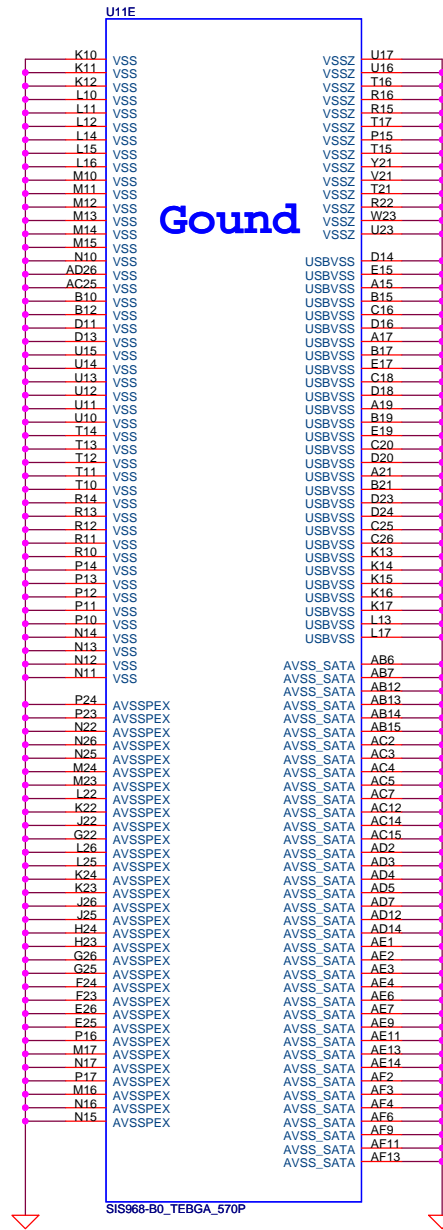 U11E
Gound
K10 VSS
K11 VSS
K12 VSS
L10 VSS
L11 VSS
L12 VSS
L14 VSS
L15 VSS
L16 VSS
M10 VSS
M11 VSS
M12 VSS
M13 VSS
M14 VSS
M15 VSS
N10 VSS
AD26 VSS
AC25 VSS
B10 VSS
B12 VSS
D11 VSS
D13 VSS
U15 VSS
U14 VSS
U13 VSS
U12 VSS
U11 VSS
U10 VSS
T14 VSS
T13 VSS
T12 VSS
T11 VSS
T10 VSS
R14 VSS
R13 VSS
R12 VSS
R11 VSS
R10 VSS
P14 VSS
P13 VSS
P12 VSS
P11 VSS
P10 VSS
N14 VSS
N13 VSS
N12 VSS
N11 VSS
P24 AVSSPEX
P23 AVSSPEX
N22 AVSSPEX
N26 AVSSPEX
N25 AVSSPEX
M24 AVSSPEX
M23 AVSSPEX
L22 AVSSPEX
K22 AVSSPEX
J22 AVSSPEX
G22 AVSSPEX
L26 AVSSPEX
L25 AVSSPEX
K24 AVSSPEX
K23 AVSSPEX
J26 AVSSPEX
J25 AVSSPEX
H24 AVSSPEX
H23 AVSSPEX
G26 AVSSPEX
G25 AVSSPEX
F24 AVSSPEX
F23 AVSSPEX
E26 AVSSPEX
E25 AVSSPEX
P16 AVSSPEX
M17 AVSSPEX
N17 AVSSPEX
P17 AVSSPEX
M16 AVSSPEX
N16 AVSSPEX
N15 AVSSPEX
VSSZ U17
VSSZ U16
VSSZ T16
VSSZ R16
VSSZ R15
VSSZ T17
VSSZ P15
VSSZ T15
VSSZ Y21
VSSZ V21
VSSZ T21
VSSZ R22
VSSZ W23
VSSZ U23
USBVSS D14
USBVSS E15
USBVSS A15
USBVSS B15
USBVSS C16
USBVSS D16
USBVSS A17
USBVSS B17
USBVSS E17
USBVSS C18
USBVSS D18
USBVSS A19
USBVSS B19
USBVSS E19
USBVSS C20
USBVSS D20
USBVSS A21
USBVSS B21
USBVSS D23
USBVSS D24
USBVSS C25
USBVSS C26
USBVSS K13
USBVSS K14
USBVSS K15
USBVSS K16
USBVSS K17
USBVSS L13
USBVSS L17
AVSS_SATA AB6
AVSS_SATA AB7
AVSS_SATA AB12
AVSS_SATA AB13
AVSS_SATA AB14
AVSS_SATA AB15
AVSS_SATA AC2
AVSS_SATA AC3
AVSS_SATA AC4
AVSS_SATA AC5
AVSS_SATA AC7
AVSS_SATA AC12
AVSS_SATA AC14
AVSS_SATA AC15
AVSS_SATA AD2
AVSS_SATA AD3
AVSS_SATA AD4
AVSS_SATA AD5
AVSS_SATA AD7
AVSS_SATA AD12
AVSS_SATA AD14
AVSS_SATA AE1
AVSS_SATA AE2
AVSS_SATA AE3
AVSS_SATA AE4
AVSS_SATA AE6
AVSS_SATA AE7
AVSS_SATA AE9
AVSS_SATA AE11
AVSS_SATA AE13
AVSS_SATA AE14
AVSS_SATA AF2
AVSS_SATA AF3
AVSS_SATA AF4
AVSS_SATA AF6
AVSS_SATA AF9
AVSS_SATA AF11
AVSS_SATA AF13
SIS968-B0_TEBGA_570P